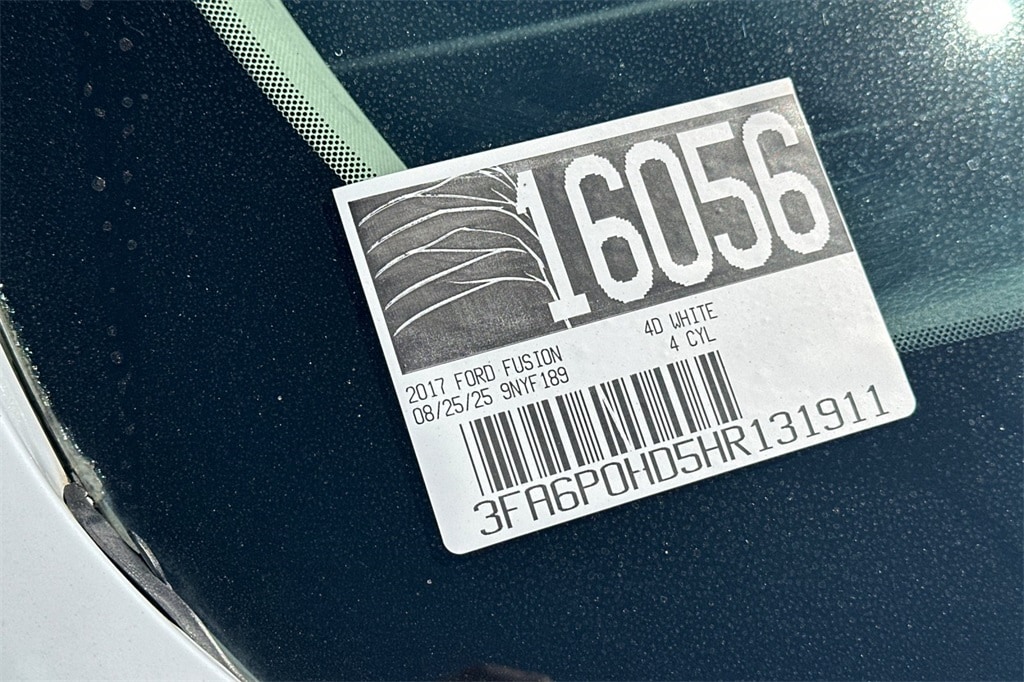 16056
4D WHITE
4 CYL
2017 FORD FUSION
08/25/25 9NYF189
3FA6P0HD5HR131911